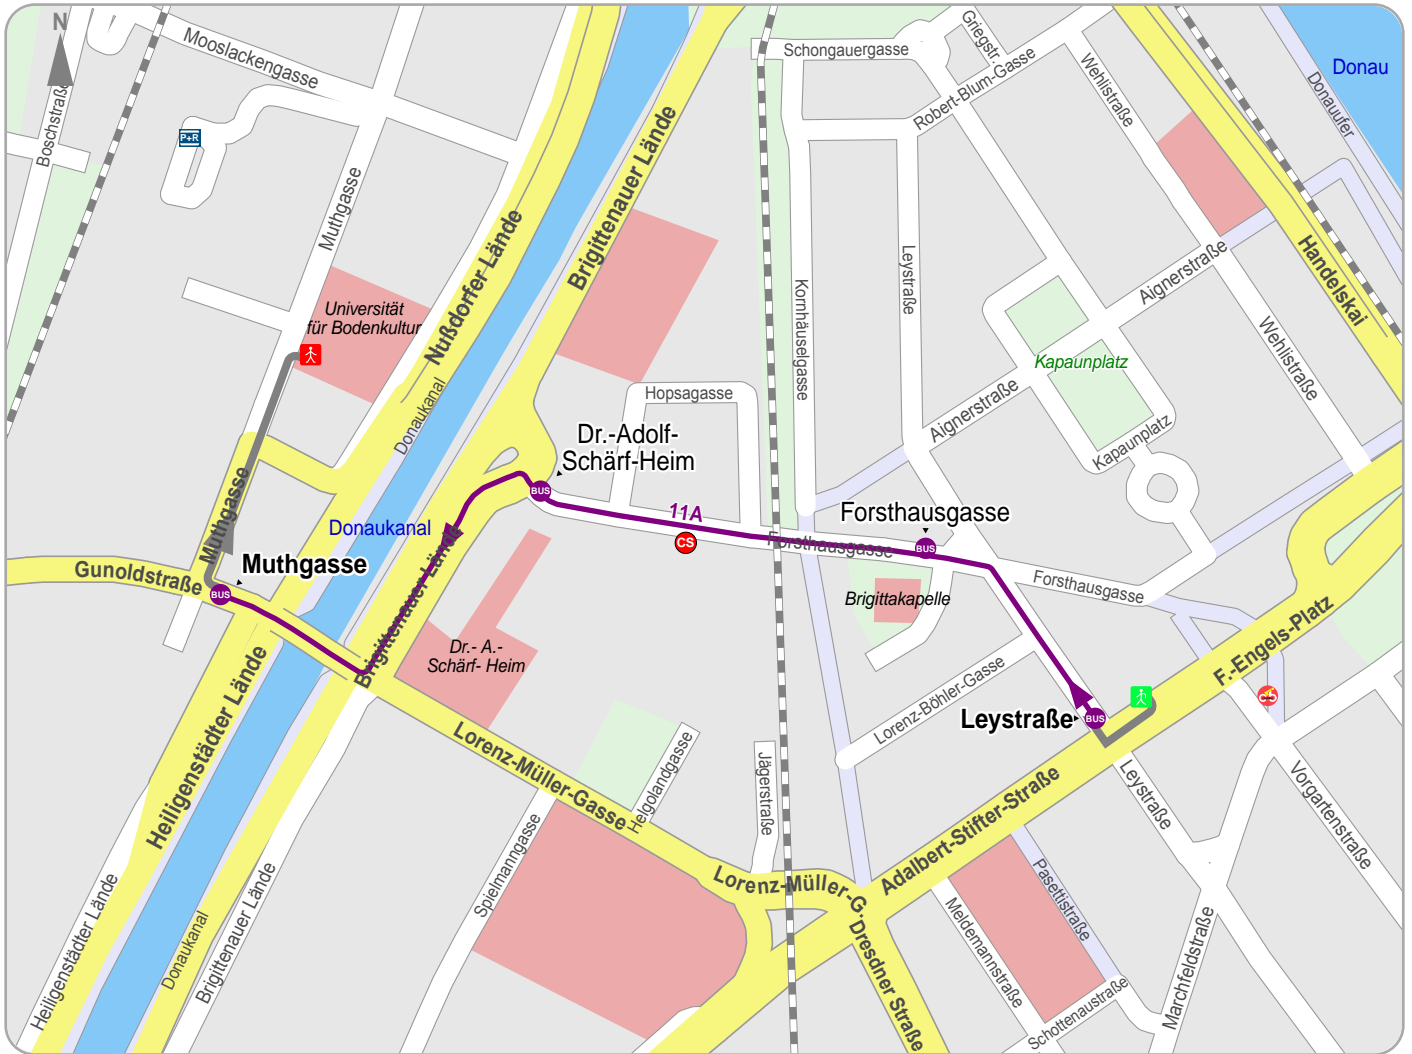 N
Mooslackengasse
Boschstraße
P+R
Muthgasse
Universität
für Bodenkultur
Nußdorfer Lände
Brigittenauer Lände
Donaukanal
Schongauergasse
Griegstr.
Robert-Blum-Gasse
Wehlistraße
Donau
Donauufer
Handelskai
Leystraße
Kornhäuselgasse
Aignerstraße
Wehlistraße
Kapaunplatz
Aignerstraße
Kapaunplatz
Hopsagasse
Dr.-Adolf-
Schärf-Heim
BUS
11A
CS
Forsthausgasse
Forsthausgasse
BUS
Forsthausgasse
Brigittakapelle
Donaukanal
Muthgasse
Muthgasse
BUS
Gunoldstraße
Brigittenauer Lände
Dr.- A.-
Schärf- Heim
Heiligenstädter Lände
Lorenz-Böhler-Gasse
Leystraße
BUS
F.-Engels-Platz
Lorenz-Müller-Gasse
Helgolandgasse
Jägerstraße
Adalbert-Stifter-Straße
Leystraße
Vorgartenstraße
Spielmanngasse
Lorenz-Müller-G.
Dresdner Straße
Meldemannstraße
Pasettistraße
Marchfeldstraße
Schottenaustraße
Heiligenstädter Lände
Donaukanal
Brigittenauer Lände